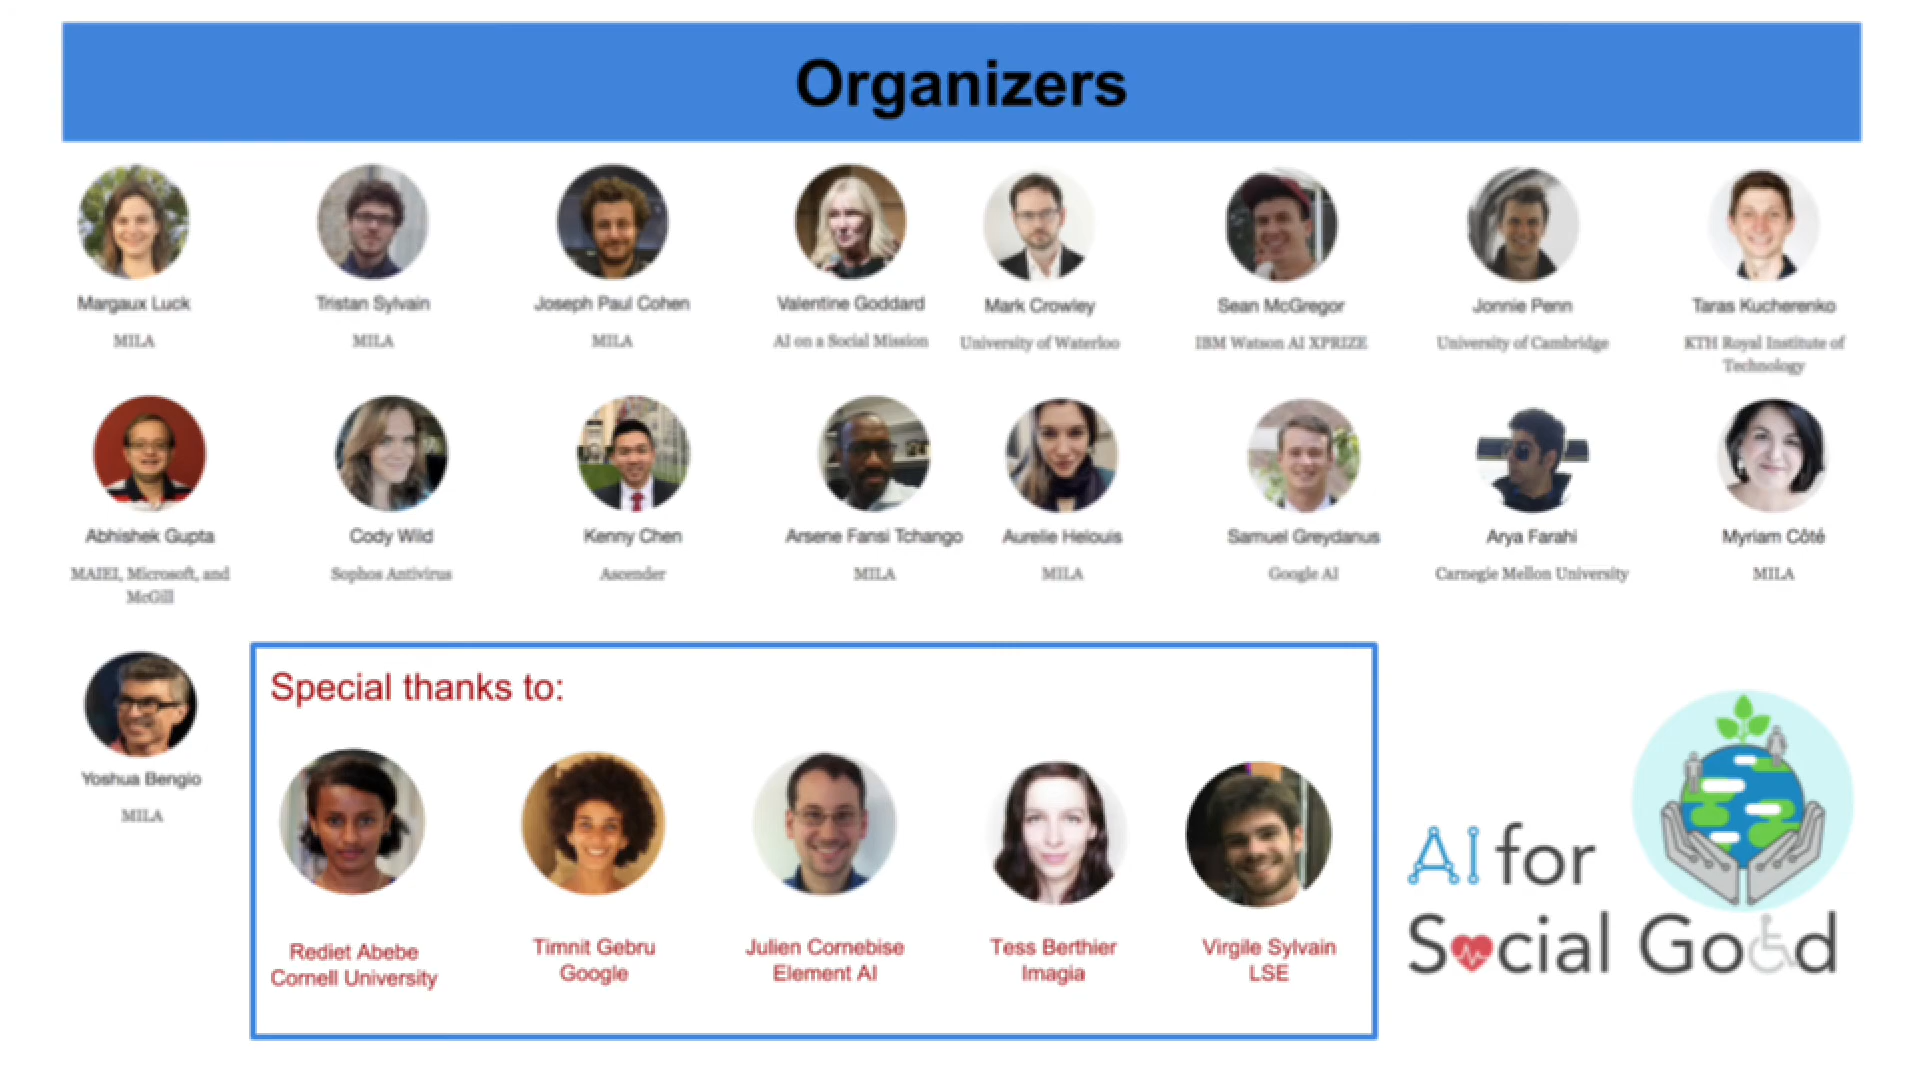 Organizers
Margaux Luck
MILA
Tristan Sylvain
MILA
Joseph Paul Cohen
MILA
Valentine Goddard
AI on a Social Mission
Mark Crowley
University of Waterloo
Sean McGregor
IBM Watson AI XPRIZE
Jonnie Penn
University of Cambridge
Taras Kucherenko
KTH Royal Institute of
Technology
Abhishek Gupta
MAIEI, Microsoft, and
McGill
Cody Wild
Sophos Antivirus
Kenny Chen
Ascender
Arsene Fansi Tchango
MILA
Aurelie Helouis
MILA
Samuel Greydanus
Google AI
Arya Farahi
Carnegie Mellon University
Myriam Côté
MILA
Yoshua Bengio
MILA
Special thanks to:
Rediet Abebe
Cornell University
Timnit Gebru
Google
Julien Cornebise
Element AI
Tess Berthier
Imagia
Virgile Sylvain
LSE
AI for
Social Good